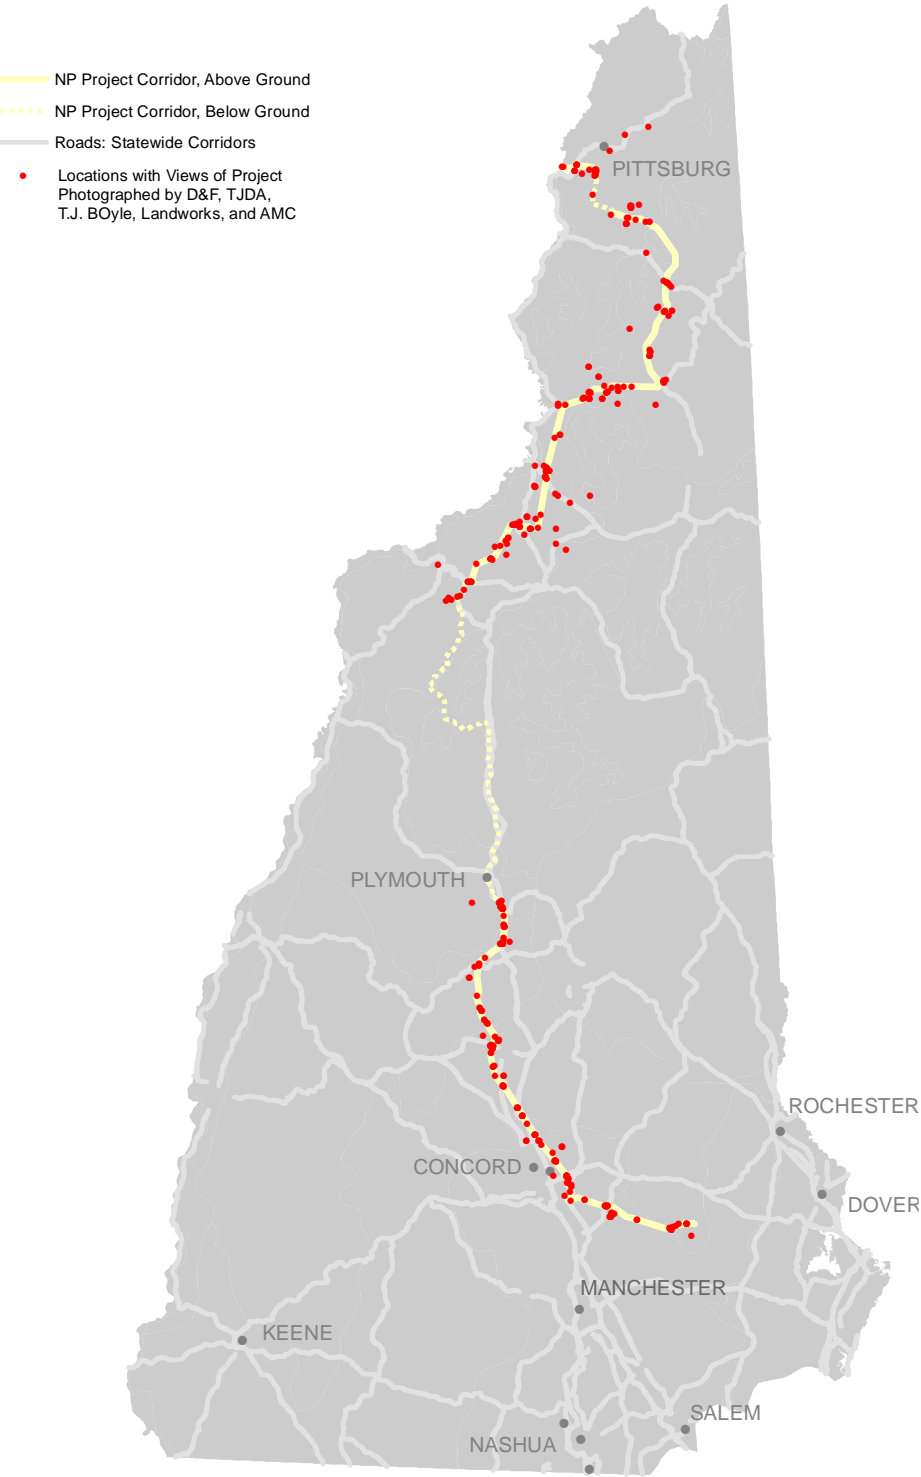 NP Project Corridor, Above Ground
NP Project Corridor, Below Ground
Roads: Statewide Corridors
Locations with Views of Project
Photographed by D&F, TJDA,
T.J. BOyle, Landworks, and AMC
PITTSBURG
PLYMOUTH
ROCHESTER
CONCORD
DOVER
MANCHESTER
KEENE
SALEM
NASHUA